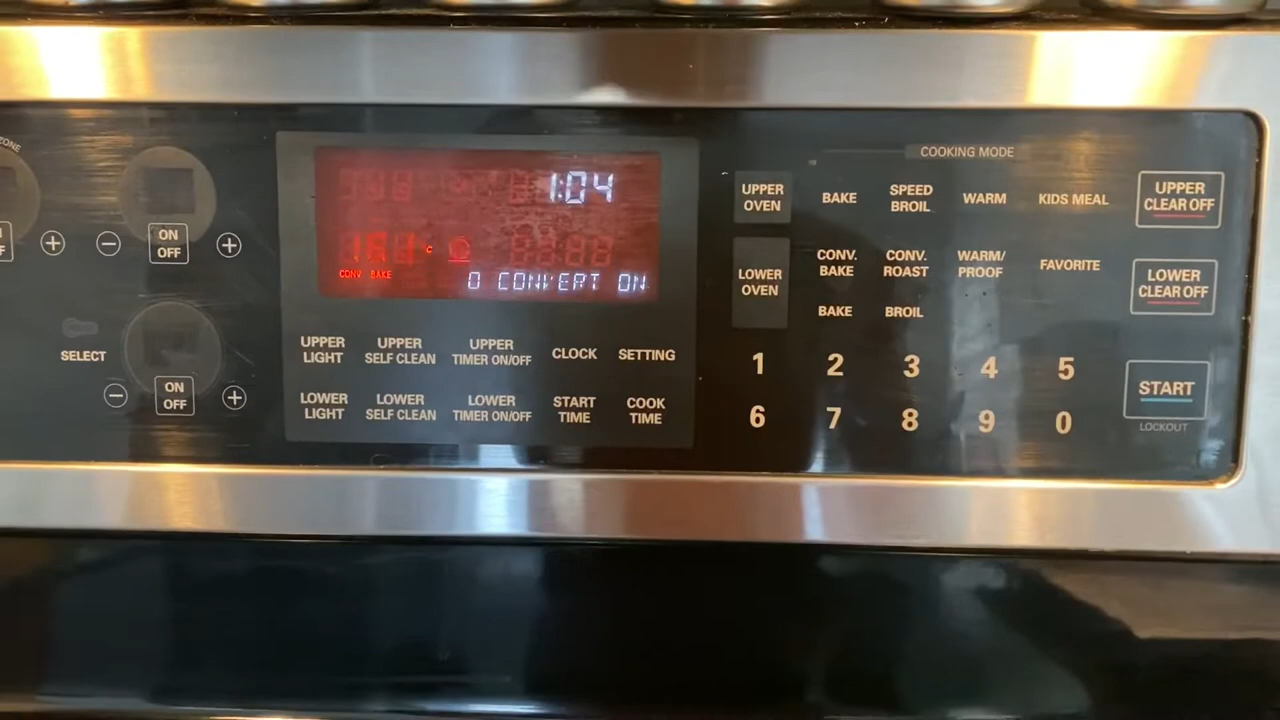 ZONE
ON
OFF
SELECT
ON
OFF
1:04
161 c
CONV BAKE
O CONVERT ON
UPPER LIGHT
UPPER SELF CLEAN
UPPER TIMER ON/OFF
CLOCK
SETTING
LOWER LIGHT
LOWER SELF CLEAN
LOWER TIMER ON/OFF
START TIME
COOK TIME
COOKING MODE
UPPER OVEN
BAKE
SPEED BROIL
WARM
KIDS MEAL
LOWER OVEN
CONV. BAKE
CONV. ROAST
WARM/ PROOF
FAVORITE
BAKE
BROIL
1 2 3 4 5
6 7 8 9 0
UPPER CLEAR OFF
LOWER CLEAR OFF
START
LOCKOUT